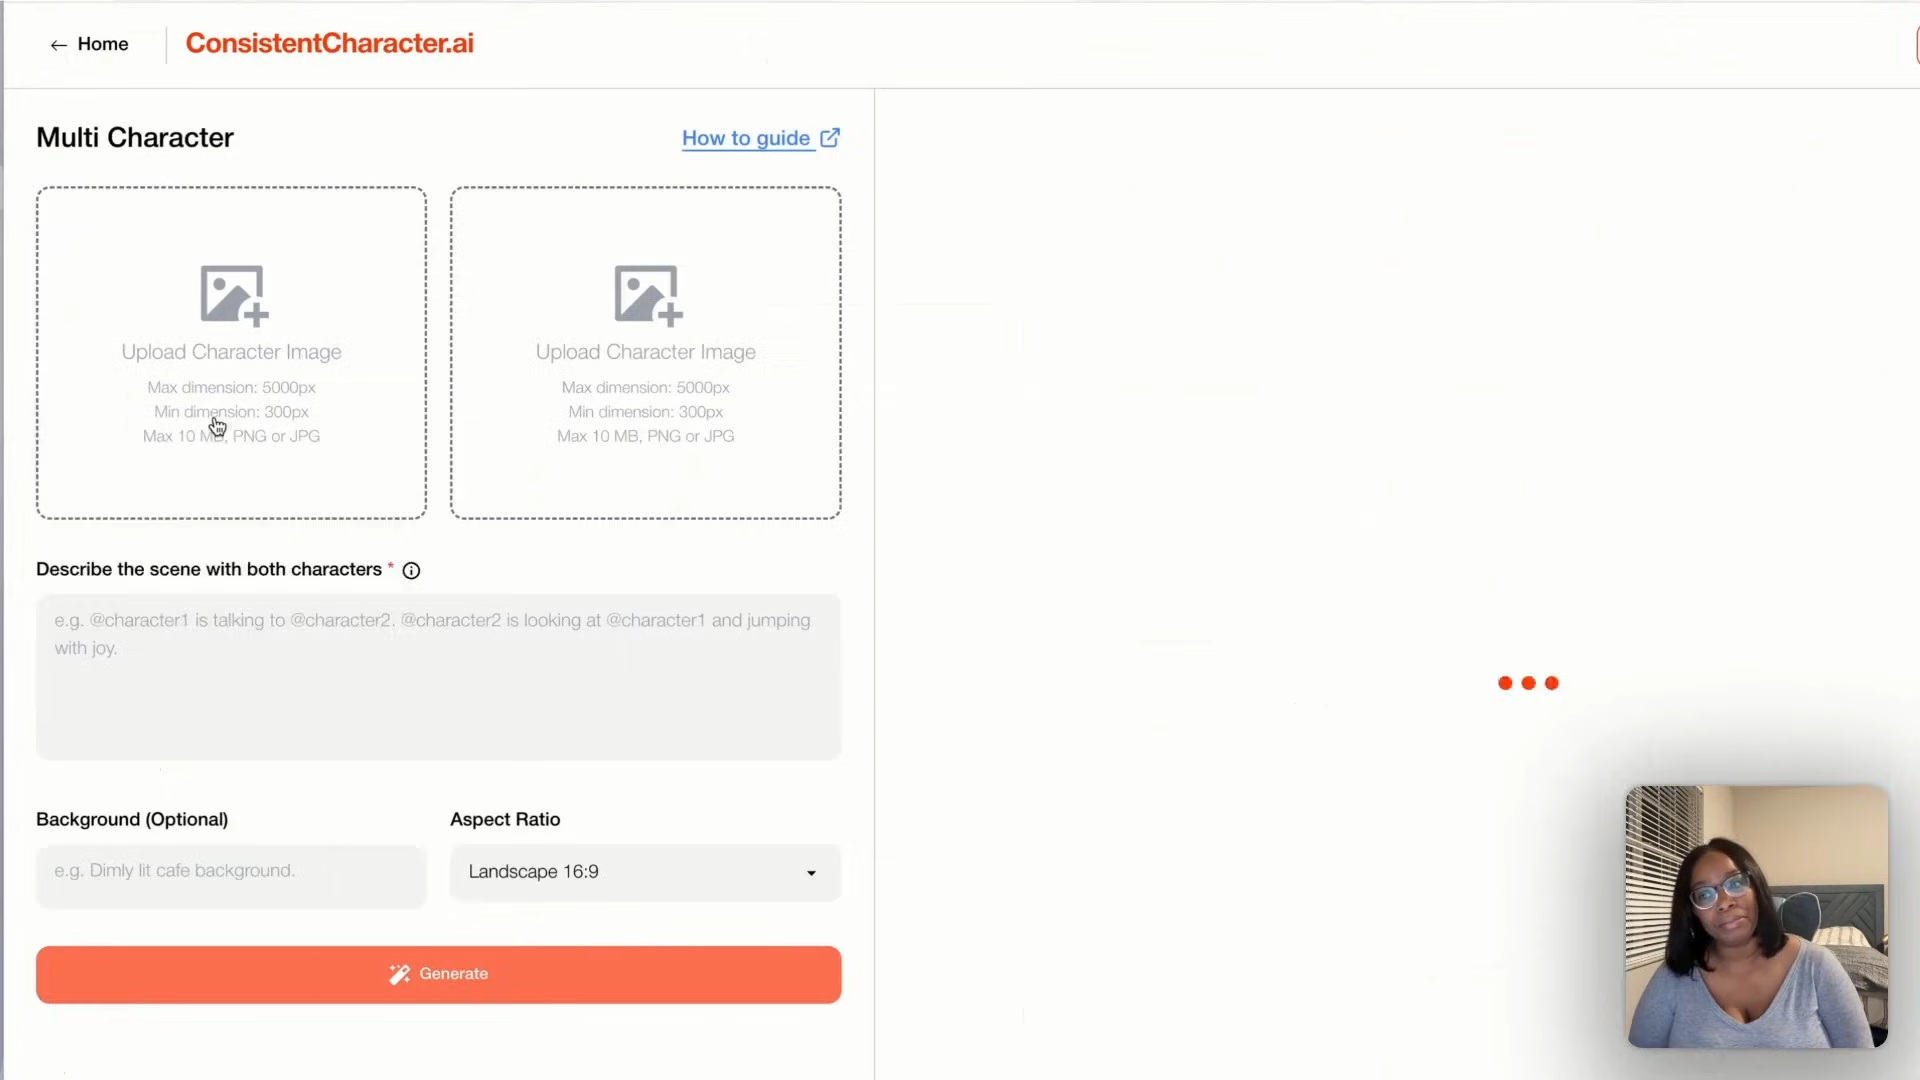 Home
ConsistentCharacter.ai
Multi Character
How to guide
Upload Character Image
Max dimension: 5000px
Min dimension: 300px
Max 10 MB, PNG or JPG
Upload Character Image
Max dimension: 5000px
Min dimension: 300px
Max 10 MB, PNG or JPG
Describe the scene with both characters *
e.g. @character1 is talking to @character2. @character2 is looking at @character1 and jumping
with joy.
Background (Optional)
Aspect Ratio
e.g. Dimly lit cafe background.
Landscape 16:9
Generate